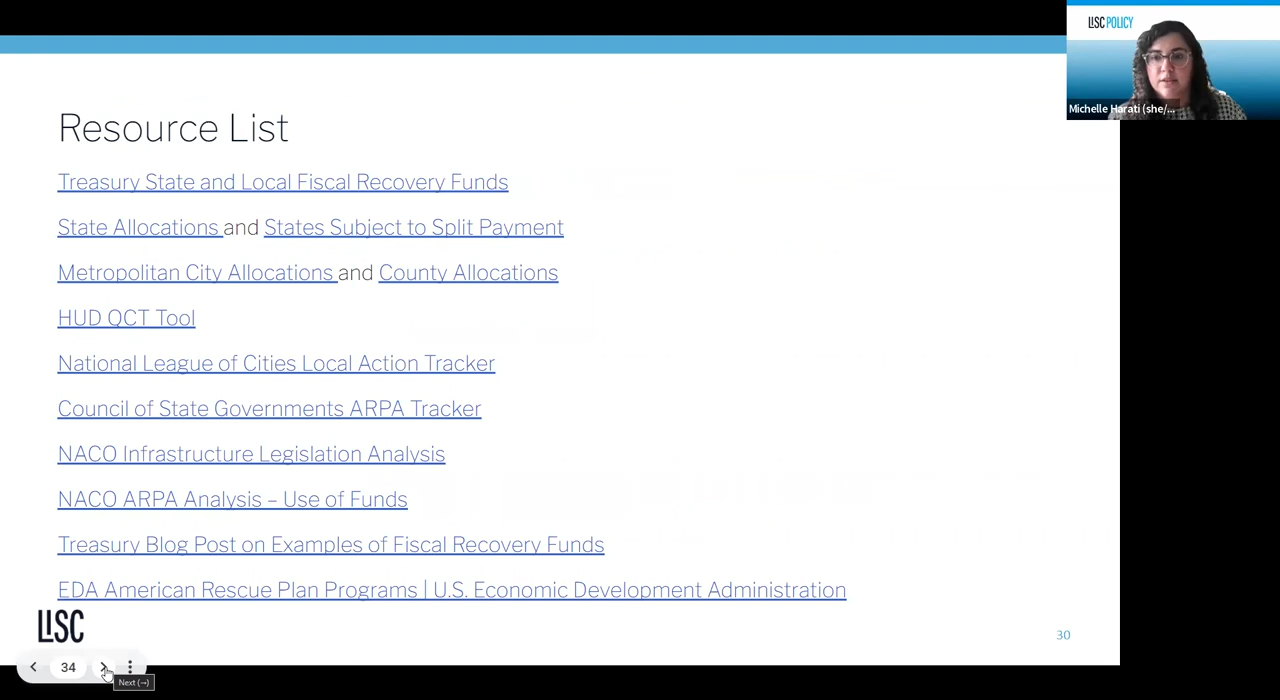 LISC POLICY
Michelle Harati (she/...
Resource List
Treasury State and Local Fiscal Recovery Funds
State Allocations and States Subject to Split Payment
Metropolitan City Allocations and County Allocations
HUD QCT Tool
National League of Cities Local Action Tracker
Council of State Governments ARPA Tracker
NACO Infrastructure Legislation Analysis
NACO ARPA Analysis – Use of Funds
Treasury Blog Post on Examples of Fiscal Recovery Funds
EDA American Rescue Plan Programs | U.S. Economic Development Administration
LISC
30
34
Next (→)